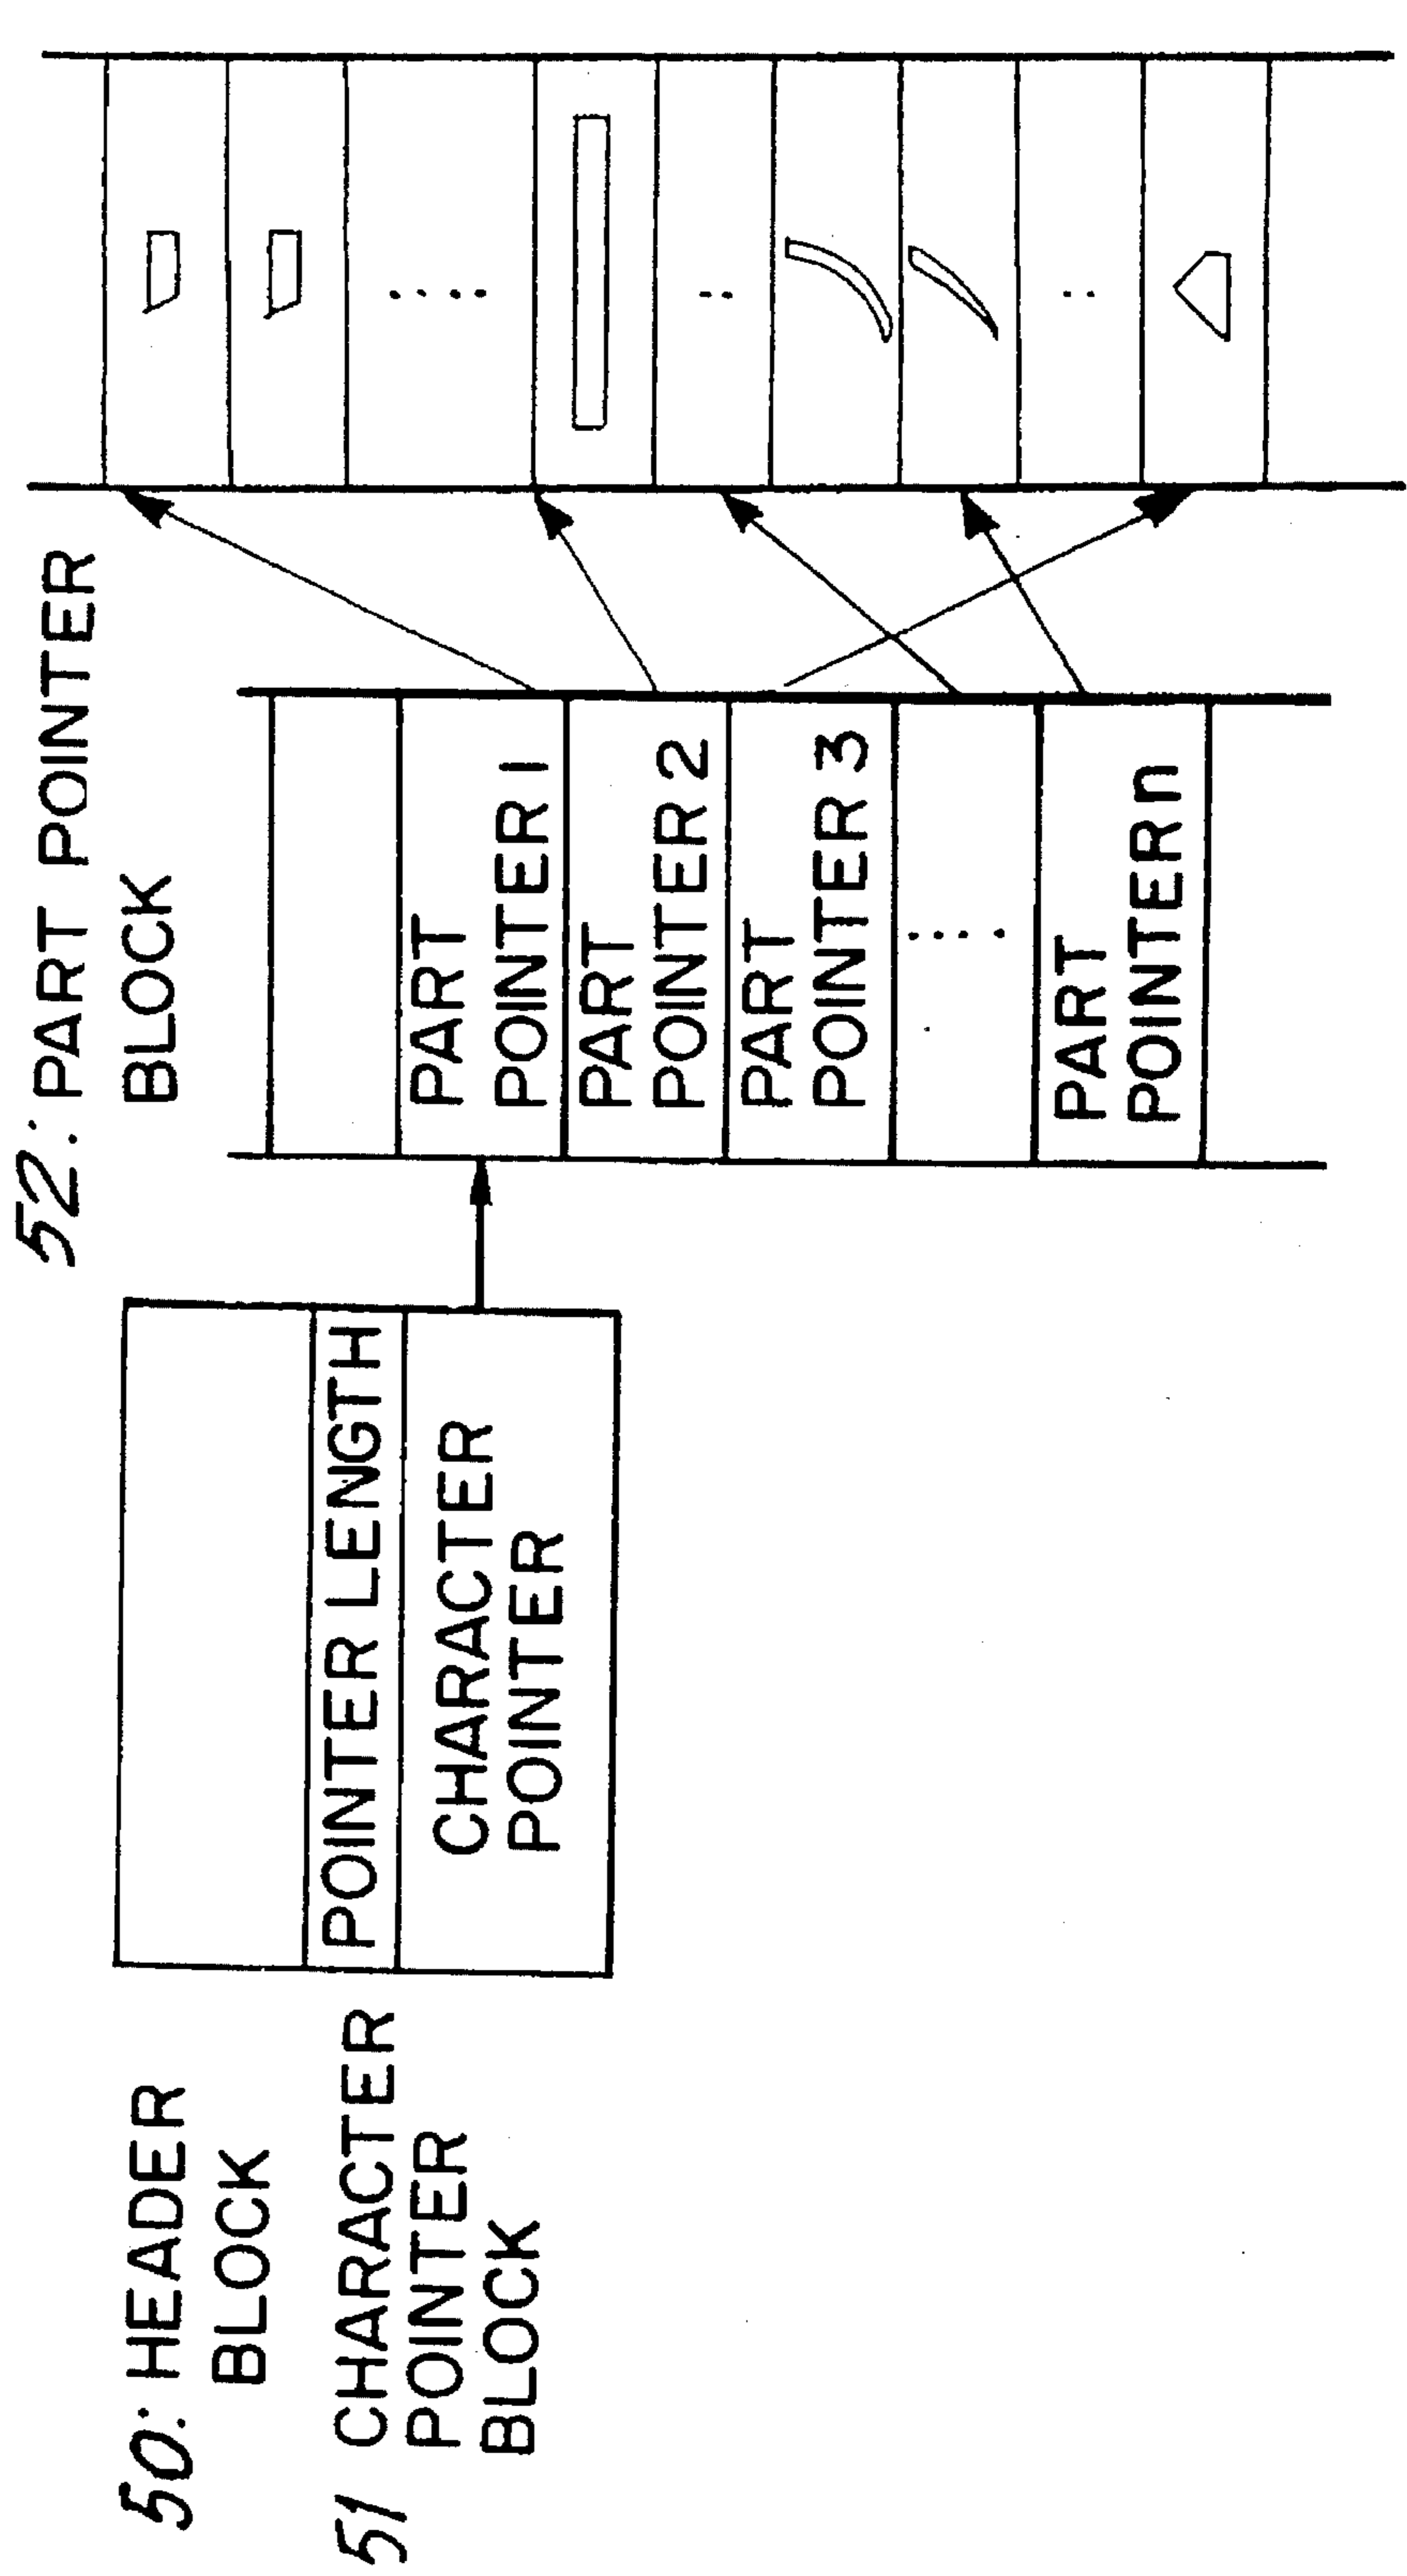 50: HEADER
BLOCK
51 CHARACTER
POINTER
BLOCK
POINTER LENGTH
CHARACTER
POINTER
52: PART POINTER
BLOCK
PART
POINTER 1
PART
POINTER 2
PART
POINTER 3
. . . .
PART
POINTER n
. . . .
. .
. .